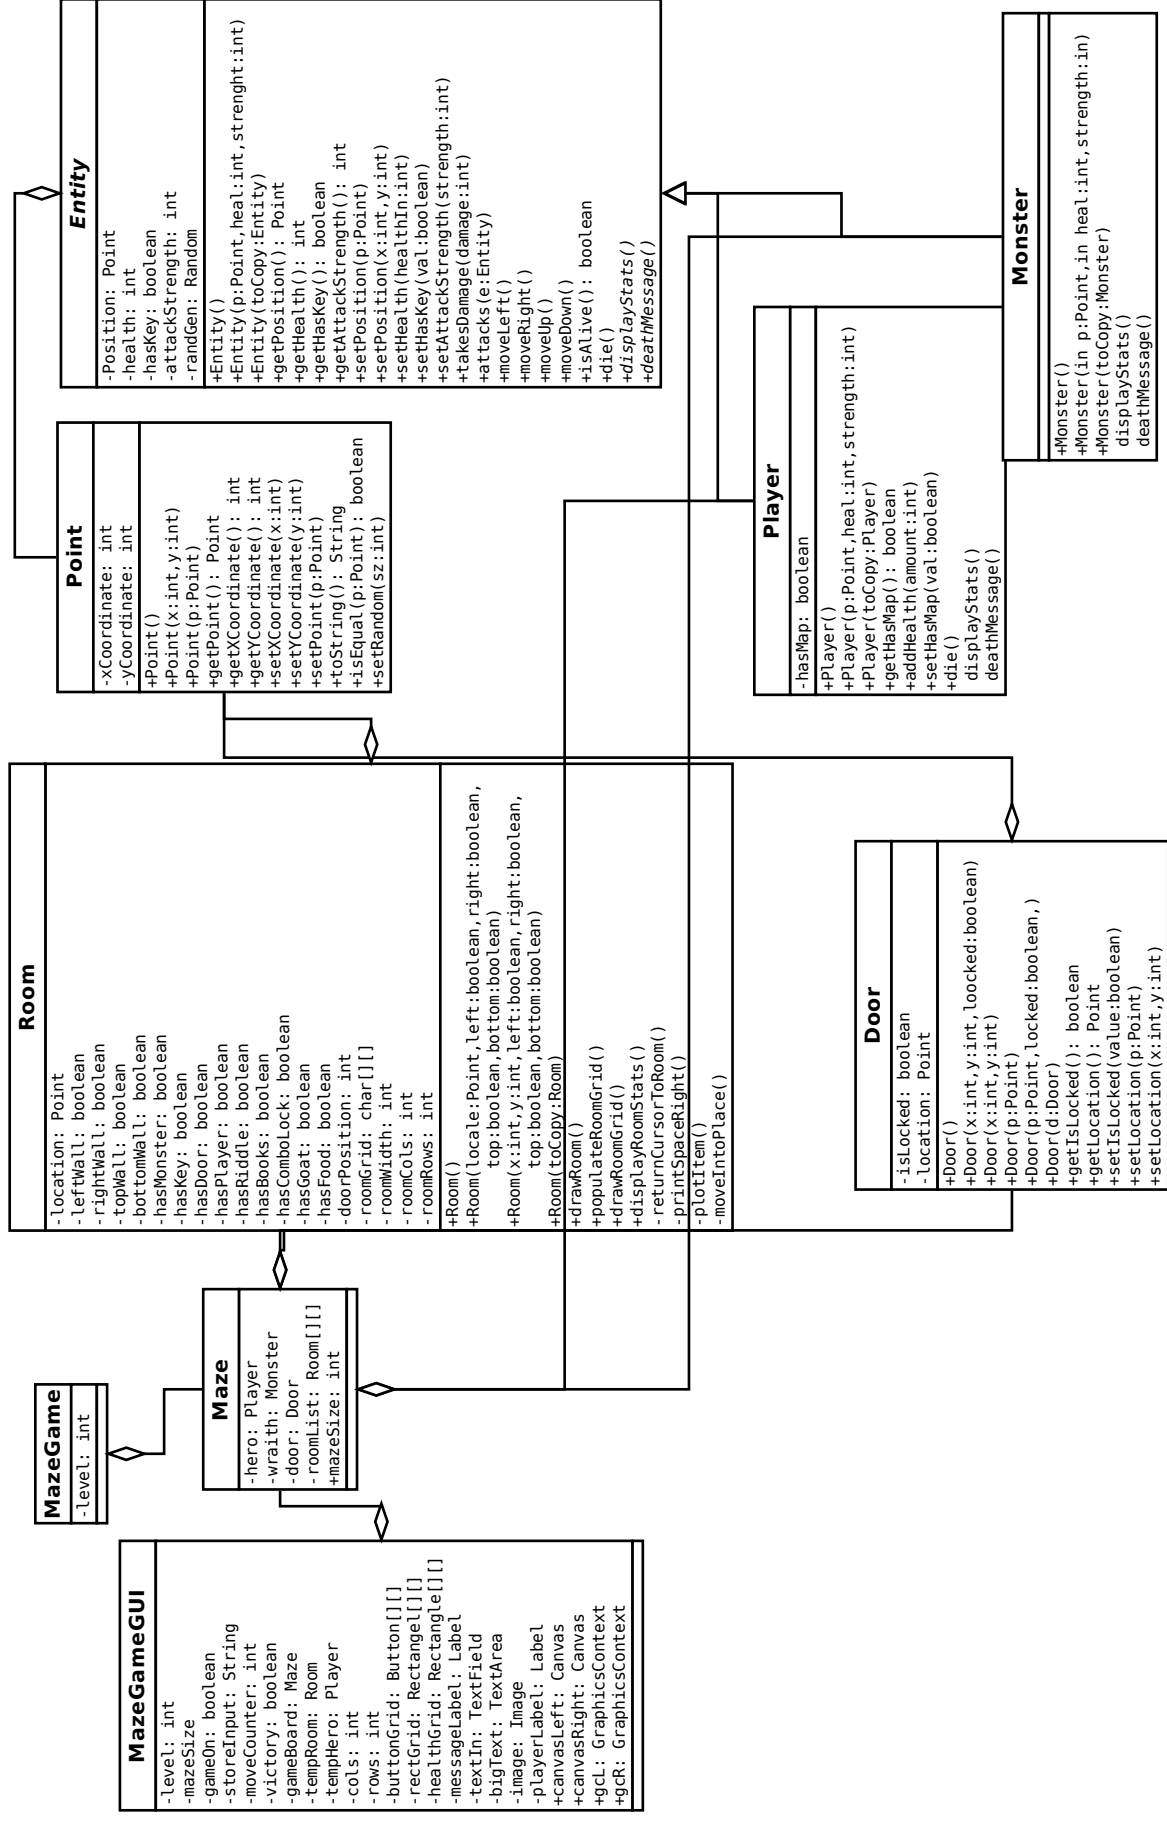 MazeGameGUI
-level: int
-mazeSize
-gameOn: boolean
-storeInput: String
-moveCounter: int
-victory: boolean
-gameBoard: Maze
-tempRoom: Room
-tempHero: Player
-cols: int
-rows: int
-buttonGrid: Button[][]
-rectGrid: Rectangel[][]
-healthGrid: Rectangle[][]
-messageLabel: Label
-textIn: TextField
-bigText: TextArea
-image: Image
-playerLabel: Label
+canvasLeft: Canvas
+canvasRight: Canvas
+gcL: GraphicsContext
+gcR: GraphicsContext
MazeGame
-level: int
Maze
-hero: Player
-wraith: Monster
-door: Door
-roomList: Room[][]
+mazeSize: int
Room
-location: Point
-leftWall: boolean
-rightWall: boolean
-topWall: boolean
-bottomWall: boolean
-hasMonster: boolean
-hasKey: boolean
-hasDoor: boolean
-hasPlayer: boolean
-hasRiddle: boolean
-hasBooks: boolean
-hasComboLock: boolean
-hasGoat: boolean
-hasFood: boolean
-doorPosition: int
-roomGrid: char[][]
-roomWidth: int
-roomCols: int
-roomRows: int
+Room()
+Room(locale:Point,left:boolean,right:boolean,
top:boolean,bottom:boolean)
+Room(x:int,y:int,left:boolean,right:boolean,
top:boolean,bottom:boolean)
+Room(toCopy:Room)
+drawRoom()
+populateRoomGrid()
+drawRoomGrid()
+displayRoomStats()
-returnCursorToRoom()
-printSpaceRight()
-plotItem()
-moveIntoPlace()
Door
-isLocked: boolean
-location: Point
+Door()
+Door(x:int,y:int,loocked:boolean)
+Door(x:int,y:int)
+Door(p:Point)
+Door(p:Point,locked:boolean,)
+Door(d:Door)
+getIsLocked(): boolean
+getLocation(): Point
+setIsLocked(value:boolean)
+setLocation(p:Point)
+setLocation(x:int,y:int)
Point
-xCoordinate: int
-yCoordinate: int
+Point()
+Point(x:int,y:int)
+Point(p:Point)
+getPoint(): Point
+getXCoordinate(): int
+getYCoordinate(): int
+setXCoordinate(x:int)
+setYCoordinate(y:int)
+setPoint(p:Point)
+toString(): String
+isEqual(p:Point): boolean
+setRandom(sz:int)
Player
-hasMap: boolean
+Player()
+Player(p:Point,heal:int,strength:int)
+Player(toCopy:Player)
+getHasMap(): boolean
+addHealth(amount:int)
+setHasMap(val:boolean)
+die()
displayStats()
deathMessage()
Entity
-Position: Point
-health: int
-hasKey: boolean
-attackStrength: int
-randGen: Random
+Entity()
+Entity(p:Point,heal:int,strenght:int)
+Entity(toCopy:Entity)
+getPosition(): Point
+getHealth(): int
+getHasKey(): boolean
+getAttackStrength(): int
+setPosition(p:Point)
+setPosition(x:int,y:int)
+setHealth(healthIn:int)
+setHasKey(val:boolean)
+setAttackStrength(strength:int)
+takesDamage(damage:int)
+attacks(e:Entity)
+moveLeft()
+moveRight()
+moveUp()
+moveDown()
+isAlive(): boolean
+die()
+displayStats()
+deathMessage()
Monster
+Monster()
+Monster(in p:Point,in heal:int,strength:in)
+Monster(toCopy:Monster)
displayStats()
deathMessage()